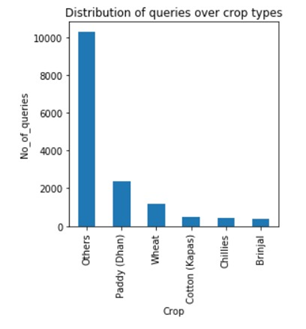 Distribution of queries over crop types
No_of_queries
10000
8000
6000
4000
2000
0
Others
Paddy (Dhan)
Wheat
Cotton (Kapas)
Chillies
Brinjal
Crop